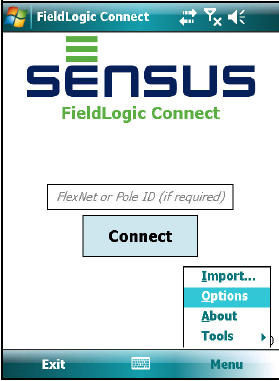 FieldLogic Connect
SENSUS
FieldLogic Connect
FlexNet or Pole ID (if required)
Connect
Import...
Options
About
Tools
Exit
Menu